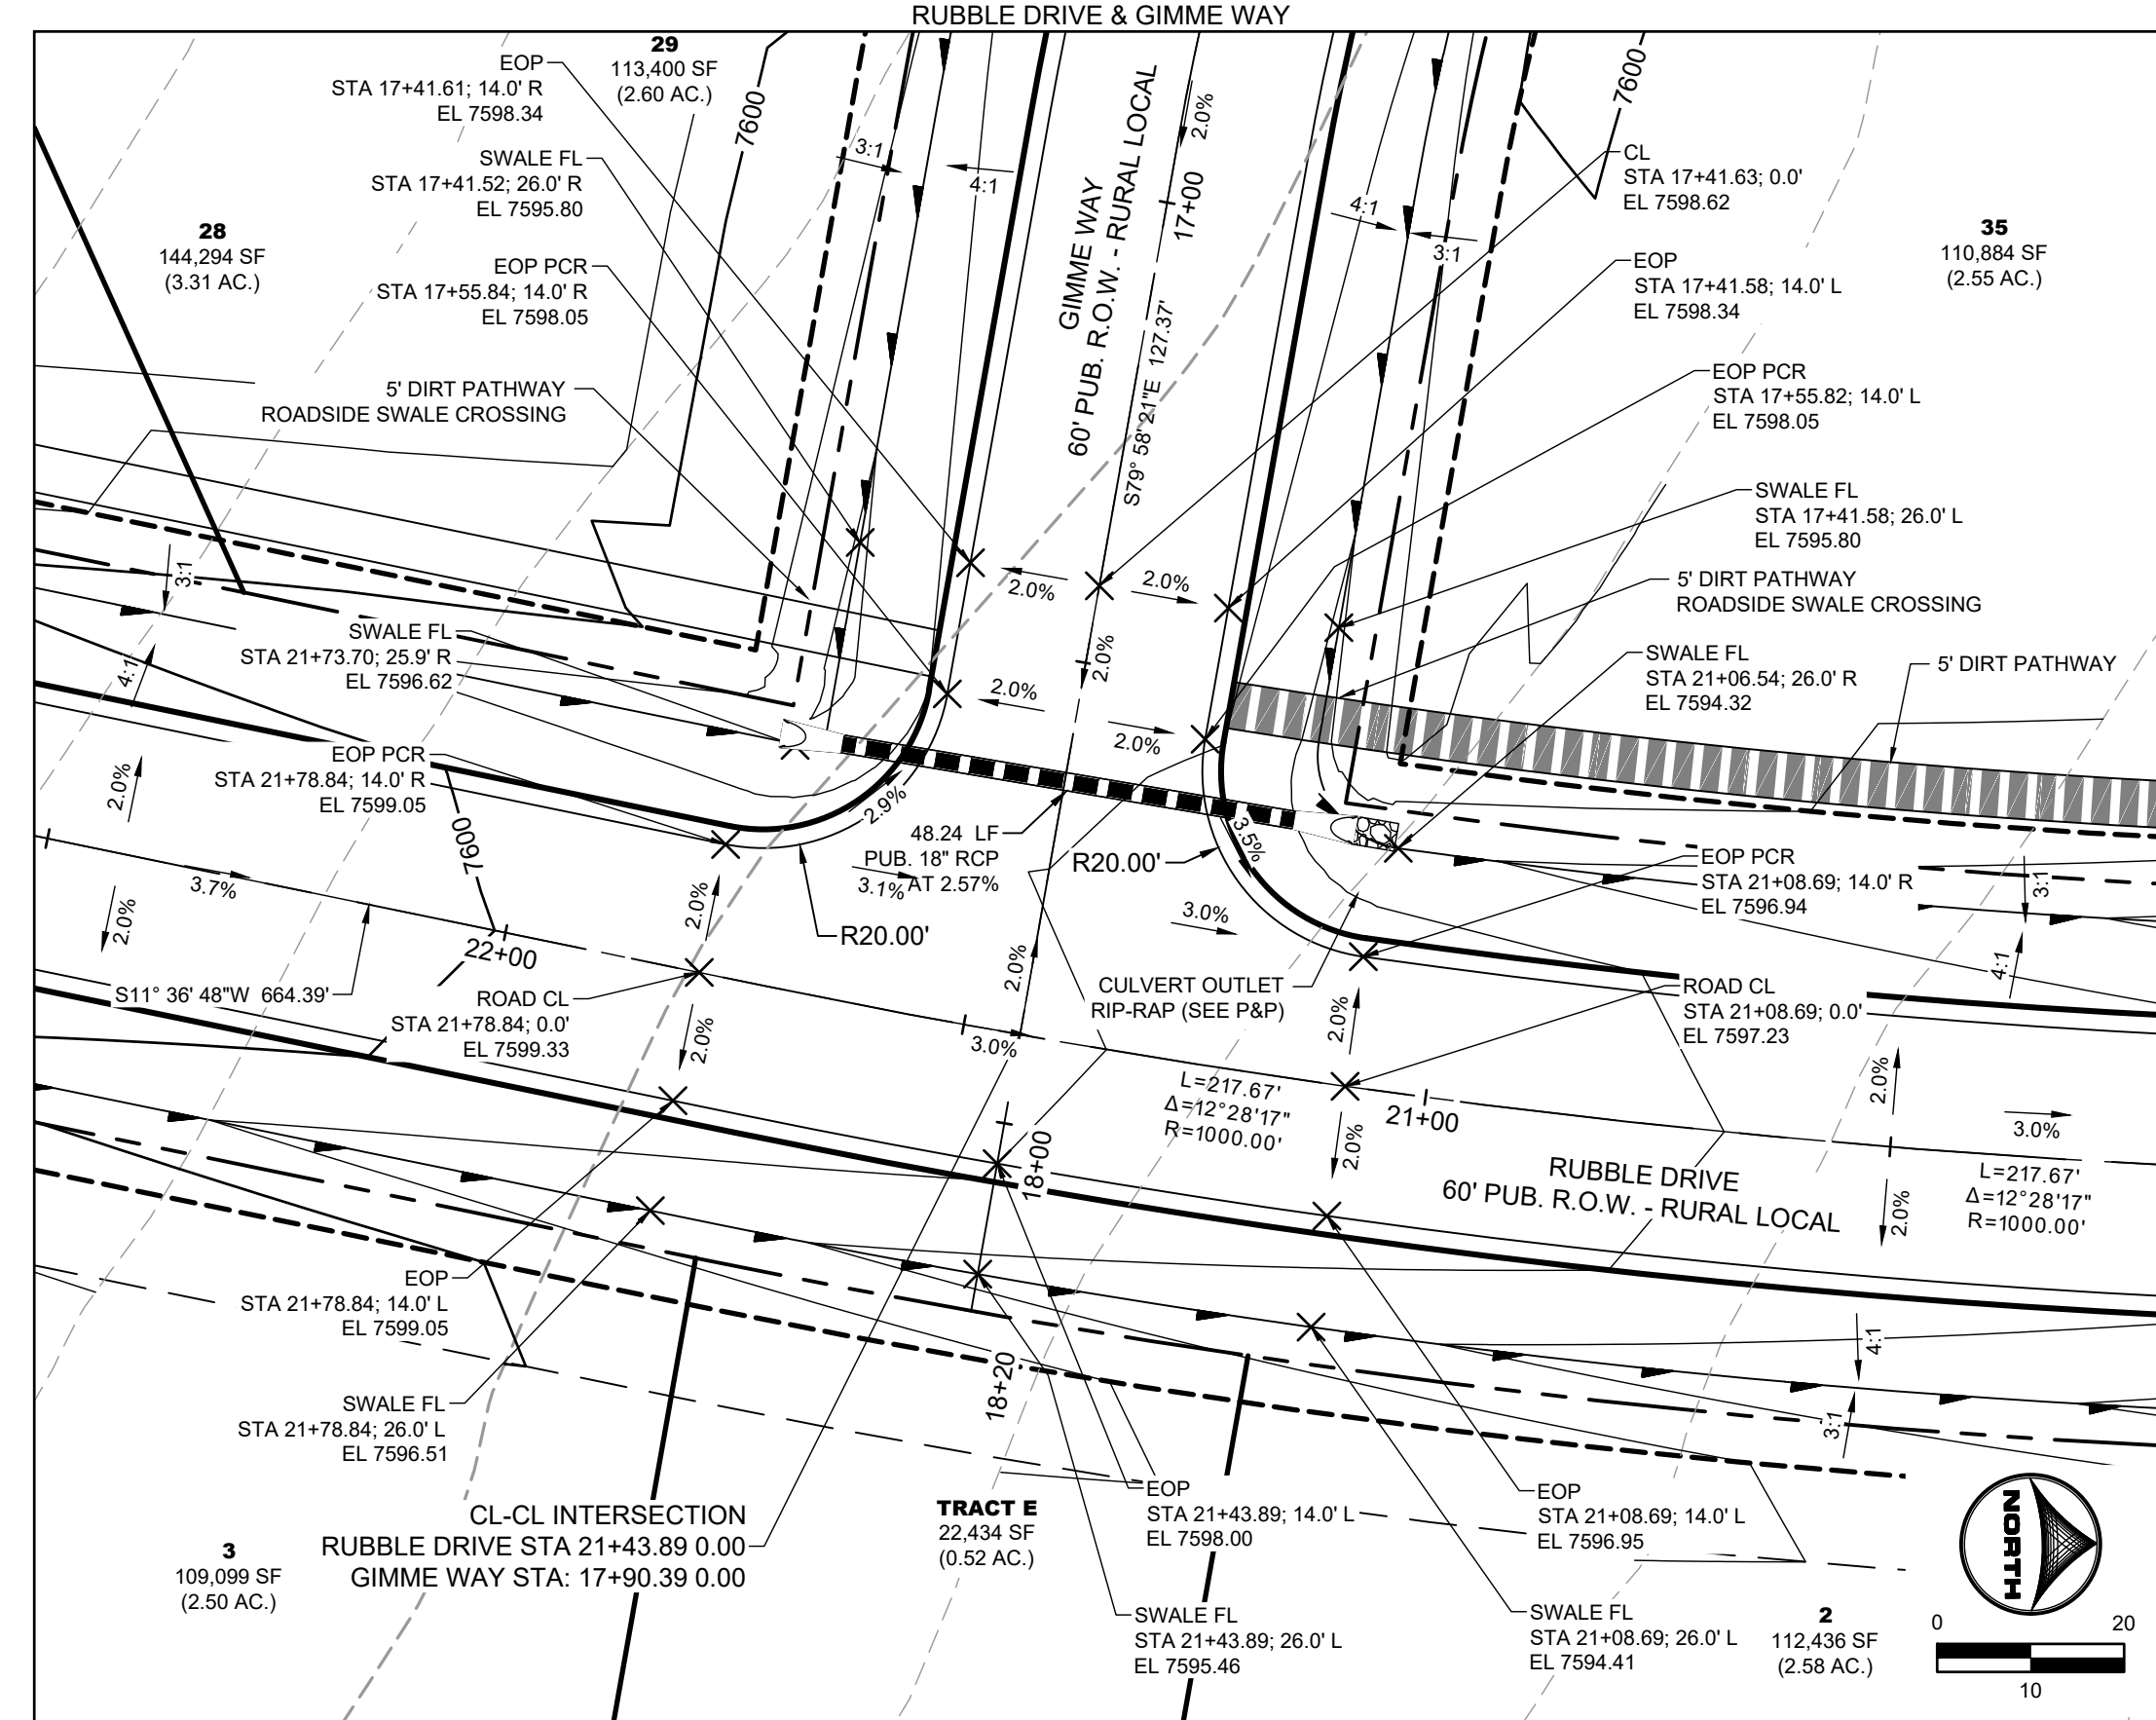 RUBBLE DRIVE & GIMME WAY
29
113,400 SF
(2.60 AC.)
EOP
STA 17+41.61; 14.0' R
EL 7598.34
SWALE FL
STA 17+41.52; 26.0' R
EL 7595.80
EOP PCR
STA 17+55.84; 14.0' R
EL 7598.05
5' DIRT PATHWAY
ROADSIDE SWALE CROSSING
28
144,294 SF
(3.31 AC.)
7600
3:1
4:1
GIMME WAY
60' PUB. R.O.W. - RURAL LOCAL
S79° 58' 21"E 127.37'
17+00
2.0%
4:1
3:1
7600
CL
STA 17+41.63; 0.0'
EL 7598.62
EOP
STA 17+41.58; 14.0' L
EL 7598.34
35
110,884 SF
(2.55 AC.)
EOP PCR
STA 17+55.82; 14.0' L
EL 7598.05
SWALE FL
STA 17+41.58; 26.0' L
EL 7595.80
5' DIRT PATHWAY
ROADSIDE SWALE CROSSING
SWALE FL
STA 21+06.54; 26.0' R
EL 7594.32
5' DIRT PATHWAY
3:1
4:1
SWALE FL
STA 21+73.70; 25.9' R
EL 7596.62
EOP PCR
STA 21+78.84; 14.0' R
EL 7599.05
2.0%
2.0%
2.0%
2.0%
2.0%
2.9%
3.5%
48.24 LF
PUB. 18" RCP
AT 2.57%
3.1%
R20.00'
R20.00'
EOP PCR
STA 21+08.69; 14.0' R
EL 7596.94
3:1
4:1
2.0%
2.0%
3.7%
7600
22+00
2.0%
2.0%
2.0%
3.0%
3.0%
S11° 36' 48"W 664.39'
ROAD CL
STA 21+78.84; 0.0'
EL 7599.33
CULVERT OUTLET
RIP-RAP (SEE P&P)
2.0%
2.0%
ROAD CL
STA 21+08.69; 0.0'
EL 7597.23
L=217.67'
Δ=12°28'17"
R=1000.00'
21+00
2.0%
2.0%
3.0%
L=217.67'
Δ=12°28'17"
R=1000.00'
RUBBLE DRIVE
60' PUB. R.O.W. - RURAL LOCAL
18+00
18+20
EOP
STA 21+78.84; 14.0' L
EL 7599.05
SWALE FL
STA 21+78.84; 26.0' L
EL 7596.51
4:1
3:1
CL-CL INTERSECTION
RUBBLE DRIVE STA 21+43.89 0.00
GIMME WAY STA: 17+90.39 0.00
3
109,099 SF
(2.50 AC.)
TRACT E
22,434 SF
(0.52 AC.)
EOP
STA 21+43.89; 14.0' L
EL 7598.00
SWALE FL
STA 21+43.89; 26.0' L
EL 7595.46
EOP
STA 21+08.69; 14.0' L
EL 7596.95
SWALE FL
STA 21+08.69; 26.0' L
EL 7594.41
2
112,436 SF
(2.58 AC.)
NORTH
0 20
10